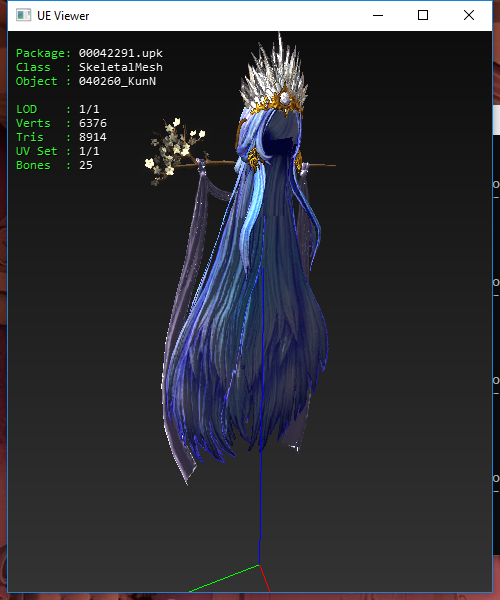 UE Viewer
Package: 00042291.upk
Class : SkeletalMesh
Object : 040260_KunN
LOD : 1/1
Verts : 6376
Tris : 8914
UV Set : 1/1
Bones : 25